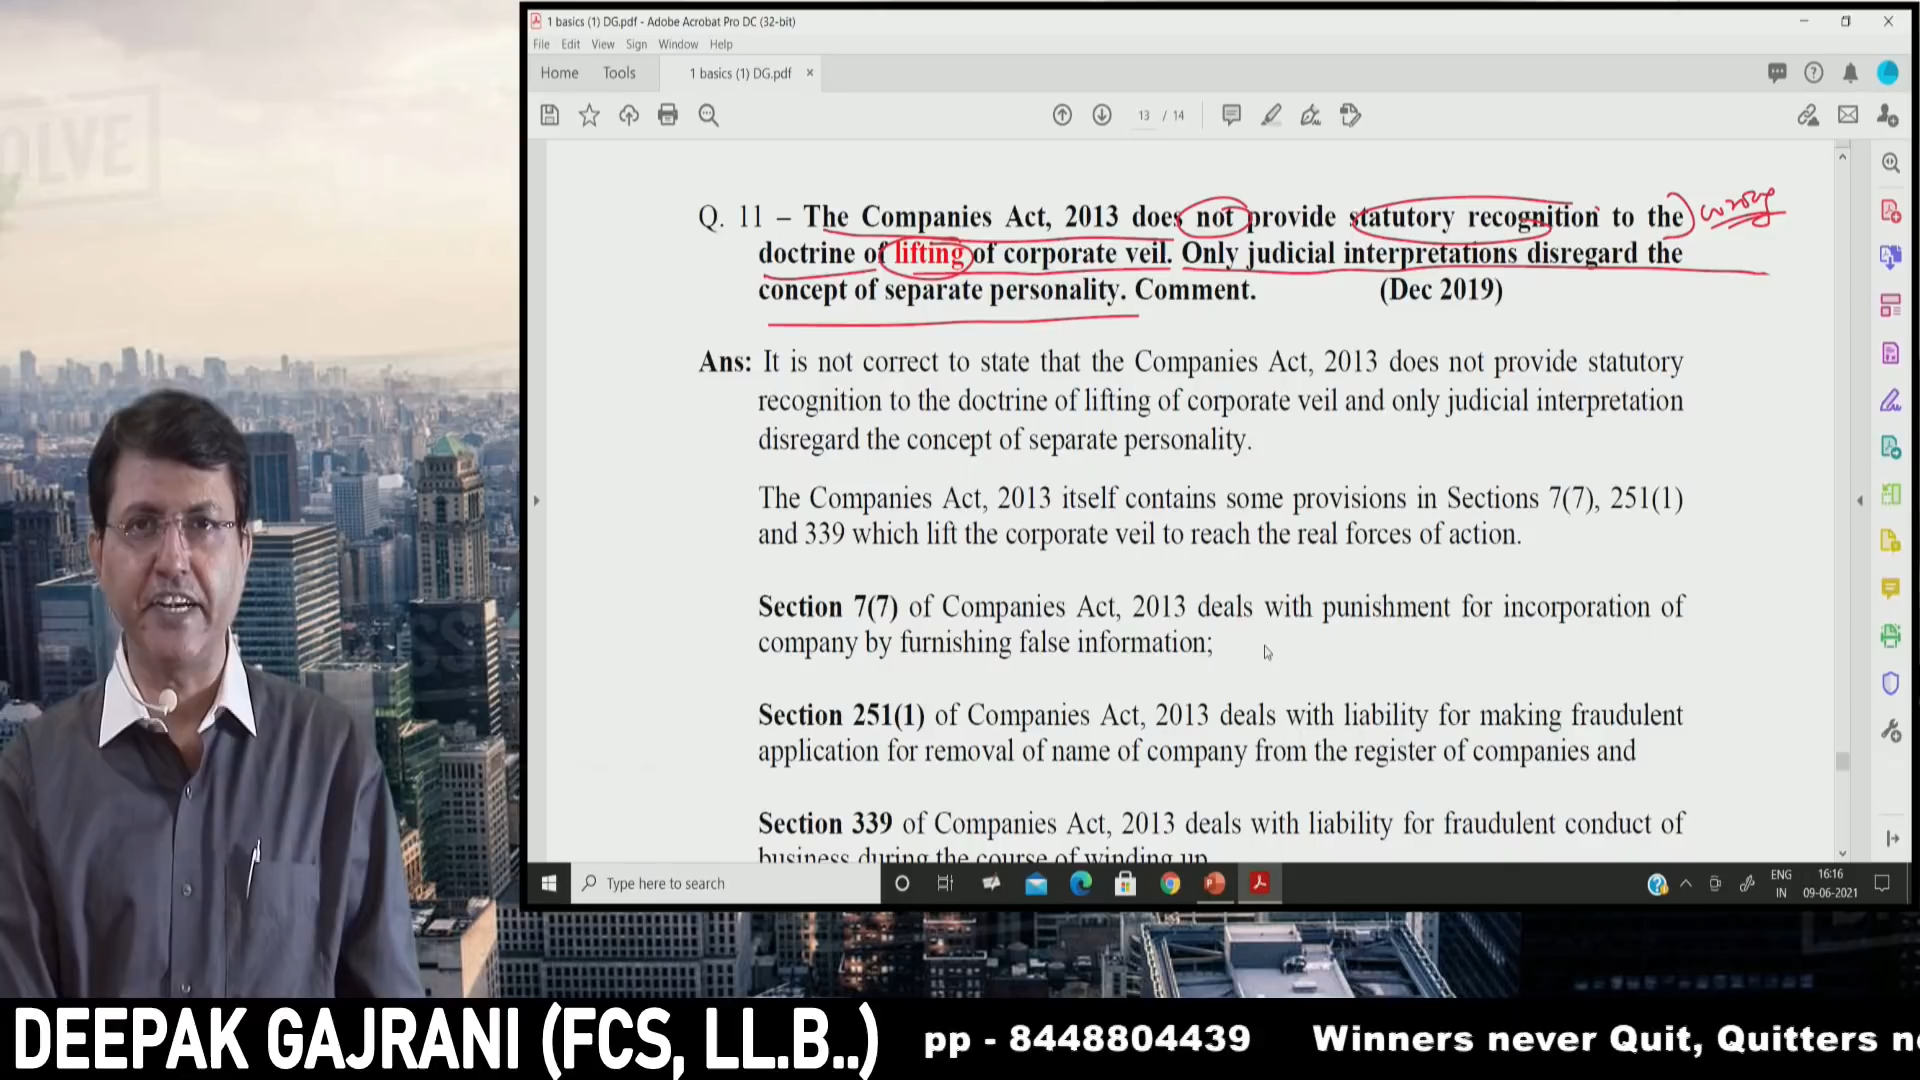 OLVE
1 basics (1) DG.pdf - Adobe Acrobat Pro DC (32-bit)
File Edit View Sign Window Help
Home Tools 1 basics (1) DG.pdf ×
13 / 14
Q. 11 – The Companies Act, 2013 does not provide statutory recognition to the wrong
doctrine of lifting of corporate veil. Only judicial interpretations disregard the
concept of separate personality. Comment. (Dec 2019)
Ans: It is not correct to state that the Companies Act, 2013 does not provide statutory
recognition to the doctrine of lifting of corporate veil and only judicial interpretation
disregard the concept of separate personality.
The Companies Act, 2013 itself contains some provisions in Sections 7(7), 251(1)
and 339 which lift the corporate veil to reach the real forces of action.
Section 7(7) of Companies Act, 2013 deals with punishment for incorporation of
company by furnishing false information;
Section 251(1) of Companies Act, 2013 deals with liability for making fraudulent
application for removal of name of company from the register of companies and
Section 339 of Companies Act, 2013 deals with liability for fraudulent conduct of
business during the course of winding up
Type here to search
ENG
IN
16:16
09-06-2021
DEEPAK GAJRANI (FCS, LL.B..) pp - 8448804439 Winners never Quit, Quitters ne